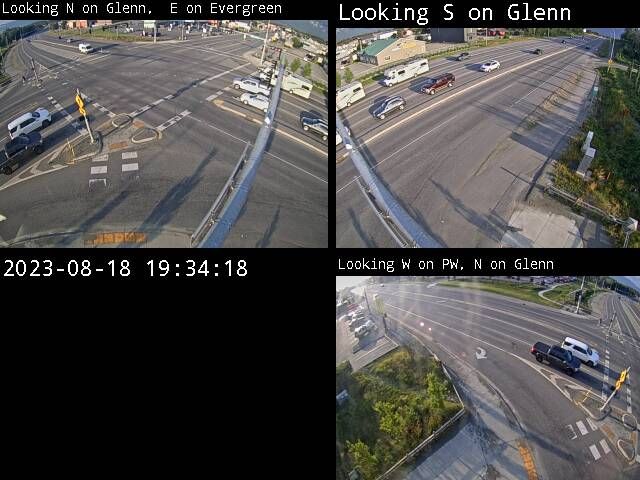 Looking N on Glenn, E on Evergreen
Looking S on Glenn
2023-08-18 19:34:18
Looking W on PW, N on Glenn